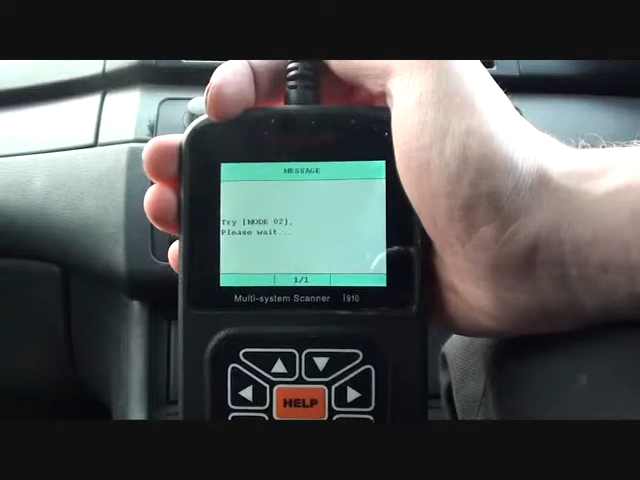 MESSAGE
Try [MODE 02].
Please wait...
1/1
Multi-system Scanner i910
HELP